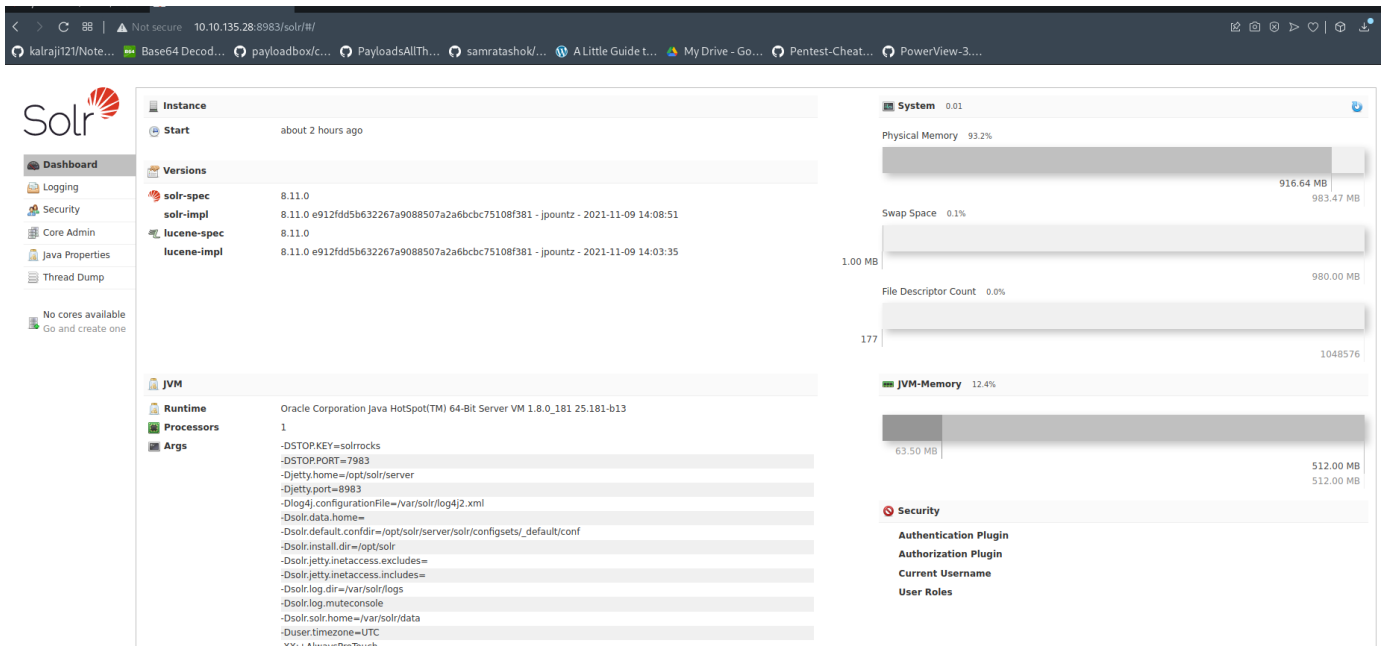 Not secure 10.10.135.28:8983/solr/#/
kalraji121/Note... Base64 Decod... payloadbox/c... PayloadsAllTh... samratashok/... A Little Guide t... My Drive - Go... Pentest-Cheat... PowerView-3....
Solr
Dashboard
Logging
Security
Core Admin
Java Properties
Thread Dump
No cores available
Go and create one
Instance
Start about 2 hours ago
Versions
solr-spec 8.11.0
solr-impl 8.11.0 e912fdd5b632267a9088507a2a6bcbc75108f381 - jpountz - 2021-11-09 14:08:51
lucene-spec 8.11.0
lucene-impl 8.11.0 e912fdd5b632267a9088507a2a6bcbc75108f381 - jpountz - 2021-11-09 14:03:35
JVM
Runtime Oracle Corporation Java HotSpot(TM) 64-Bit Server VM 1.8.0_181 25.181-b13
Processors 1
Args -DSTOP.KEY=solrrocks
-DSTOP.PORT=7983
-Djetty.home=/opt/solr/server
-Djetty.port=8983
-Dlog4j.configurationFile=/var/solr/log4j2.xml
-Dsolr.data.home=
-Dsolr.default.confdir=/opt/solr/server/solr/configsets/_default/conf
-Dsolr.install.dir=/opt/solr
-Dsolr.jetty.inetaccess.excludes=
-Dsolr.jetty.inetaccess.includes=
-Dsolr.log.dir=/var/solr/logs
-Dsolr.log.muteconsole
-Dsolr.solr.home=/var/solr/data
-Duser.timezone=UTC
System 0.01
Physical Memory 93.2%
916.64 MB
983.47 MB
Swap Space 0.1%
1.00 MB
980.00 MB
File Descriptor Count 0.0%
177
1048576
JVM-Memory 12.4%
63.50 MB
512.00 MB
512.00 MB
Security
Authentication Plugin
Authorization Plugin
Current Username
User Roles